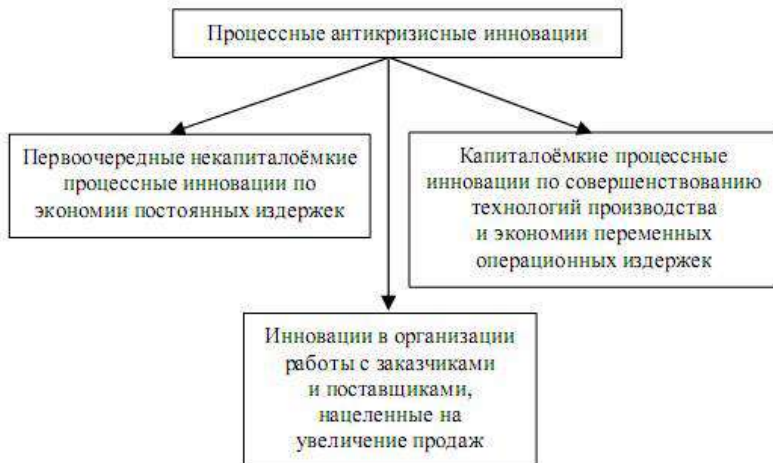 Процессные антикризисные инновации
Первоочередные некапиталоёмкие
процессные инновации по
экономии постоянных издержек
Капиталоёмкие процессные
инновации по совершенствованию
технологий производства
и экономии переменных
операционных издержек
Инновации в организации
работы с заказчиками
и поставщиками,
нацеленные на
увеличение продаж